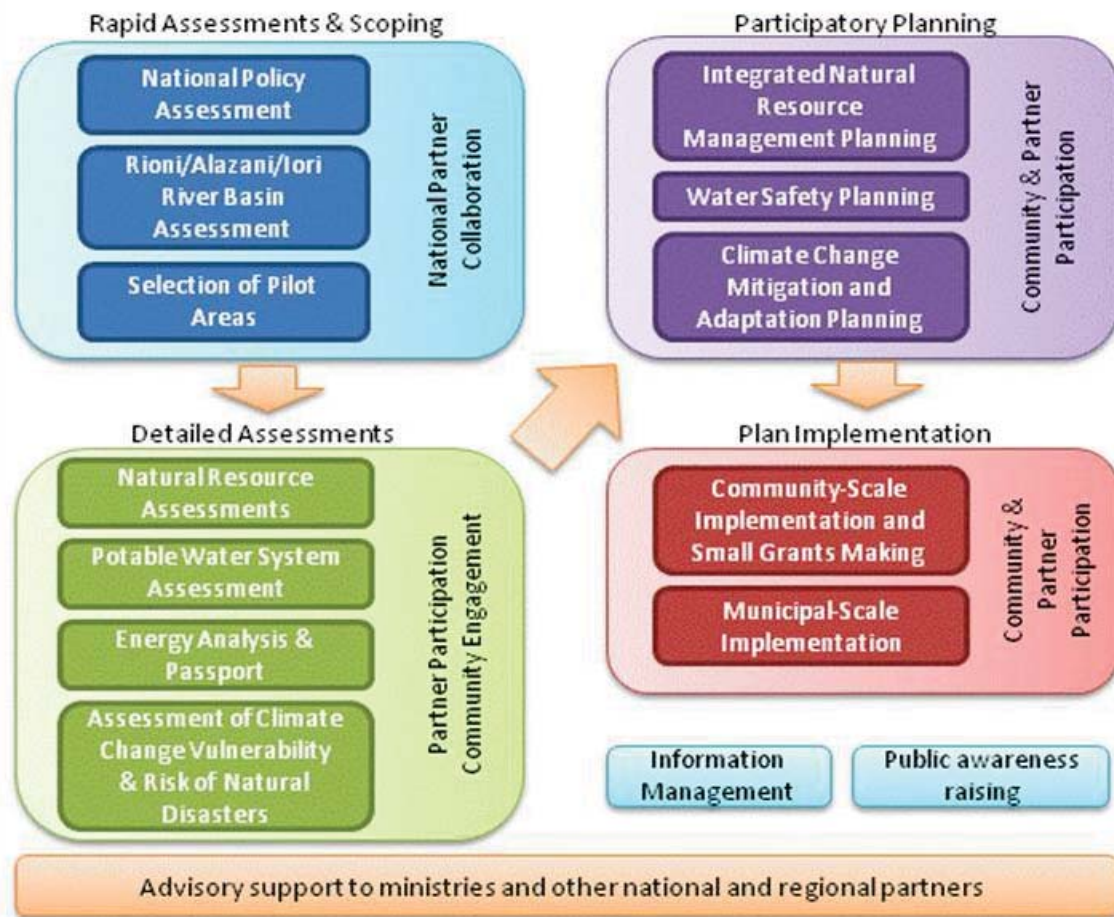 Rapid Assessments & Scoping
National Policy
Assessment
Rioni/Alazani/Iori
River Basin
Assessment
Selection of Pilot
Areas
National Partner
Collaboration
Detailed Assessments
Natural Resource
Assessments
Potable Water System
Assessment
Energy Analysis &
Passport
Assessment of Climate
Change Vulnerability
& Risk of Natural
Disasters
Partner Participation
Community Engagement
Participatory Planning
Integrated Natural
Resource
Management Planning
Water Safety Planning
Climate Change
Mitigation and
Adaptation Planning
Community & Partner
Participation
Plan Implementation
Community-Scale
Implementation and
Small Grants Making
Municipal-Scale
Implementation
Community &
Partner
Participation
Information
Management
Public awareness
raising
Advisory support to ministries and other national and regional partners